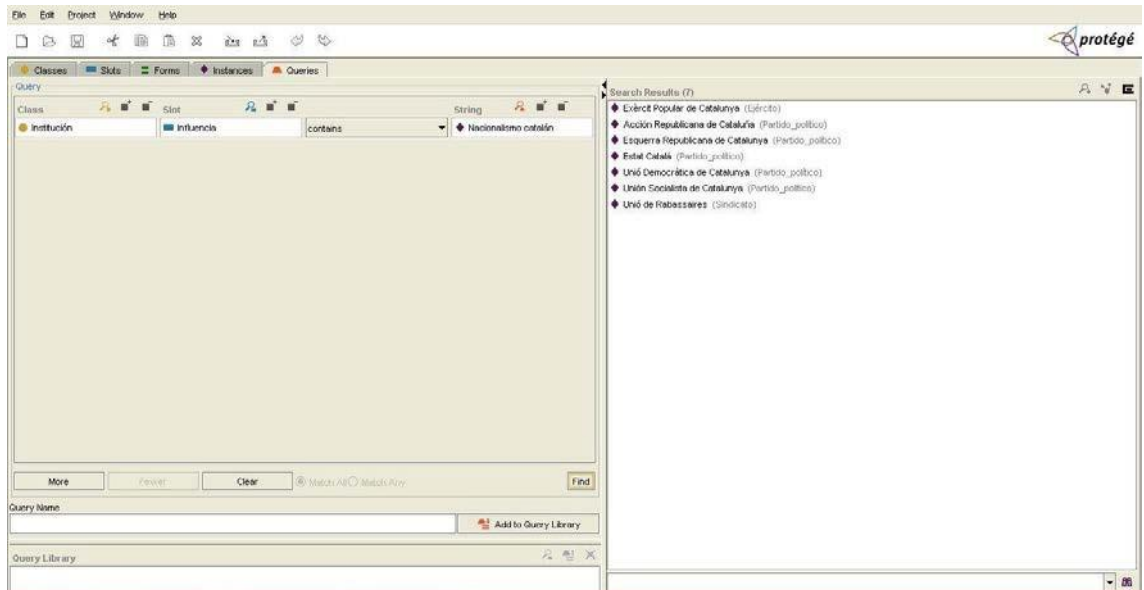 File Edit Project Window Help
protégé
Classes Slots Forms Instances Queries
Query
Class Slot String
Institución Influencia contains Nacionalismo catalán
More Fewer Clear Match All Match Any Find
Query Name
Add to Query Library
Query Library
Search Results (7)
Exèrcit Popular de Catalunya (Ejército)
Acción Republicana de Cataluña (Partido_político)
Esquerra Republicana de Catalunya (Partido_político)
Estat Català (Partido_político)
Unió Democrática de Catalunya (Partido_político)
Unión Socialista de Catalunya (Partido_político)
Unió de Rabassaires (Sindicato)